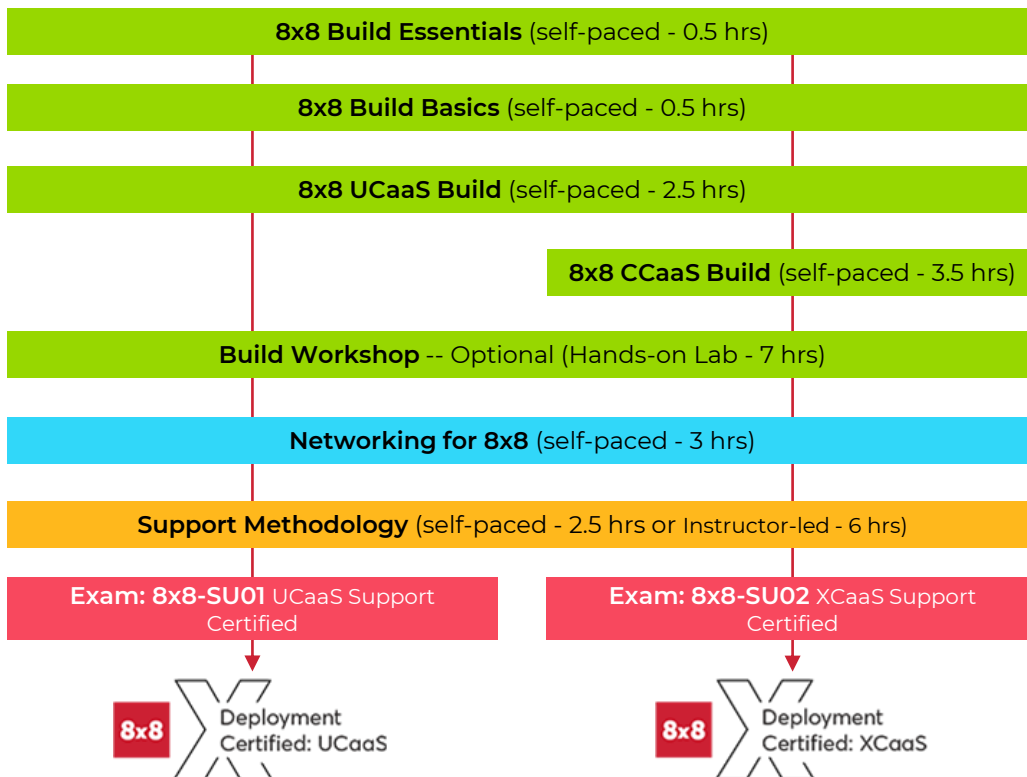 8x8 Build Essentials (self-paced - 0.5 hrs)
8x8 Build Basics (self-paced - 0.5 hrs)
8x8 UCaaS Build (self-paced - 2.5 hrs)
8x8 CCaaS Build (self-paced - 3.5 hrs)
Build Workshop -- Optional (Hands-on Lab - 7 hrs)
Networking for 8x8 (self-paced - 3 hrs)
Support Methodology (self-paced - 2.5 hrs or Instructor-led - 6 hrs)
Exam: 8x8-SU01 UCaaS Support
Certified
Exam: 8x8-SU02 XCaaS Support
Certified
8x8
Deployment
Certified: UCaaS
8x8
Deployment
Certified: XCaaS